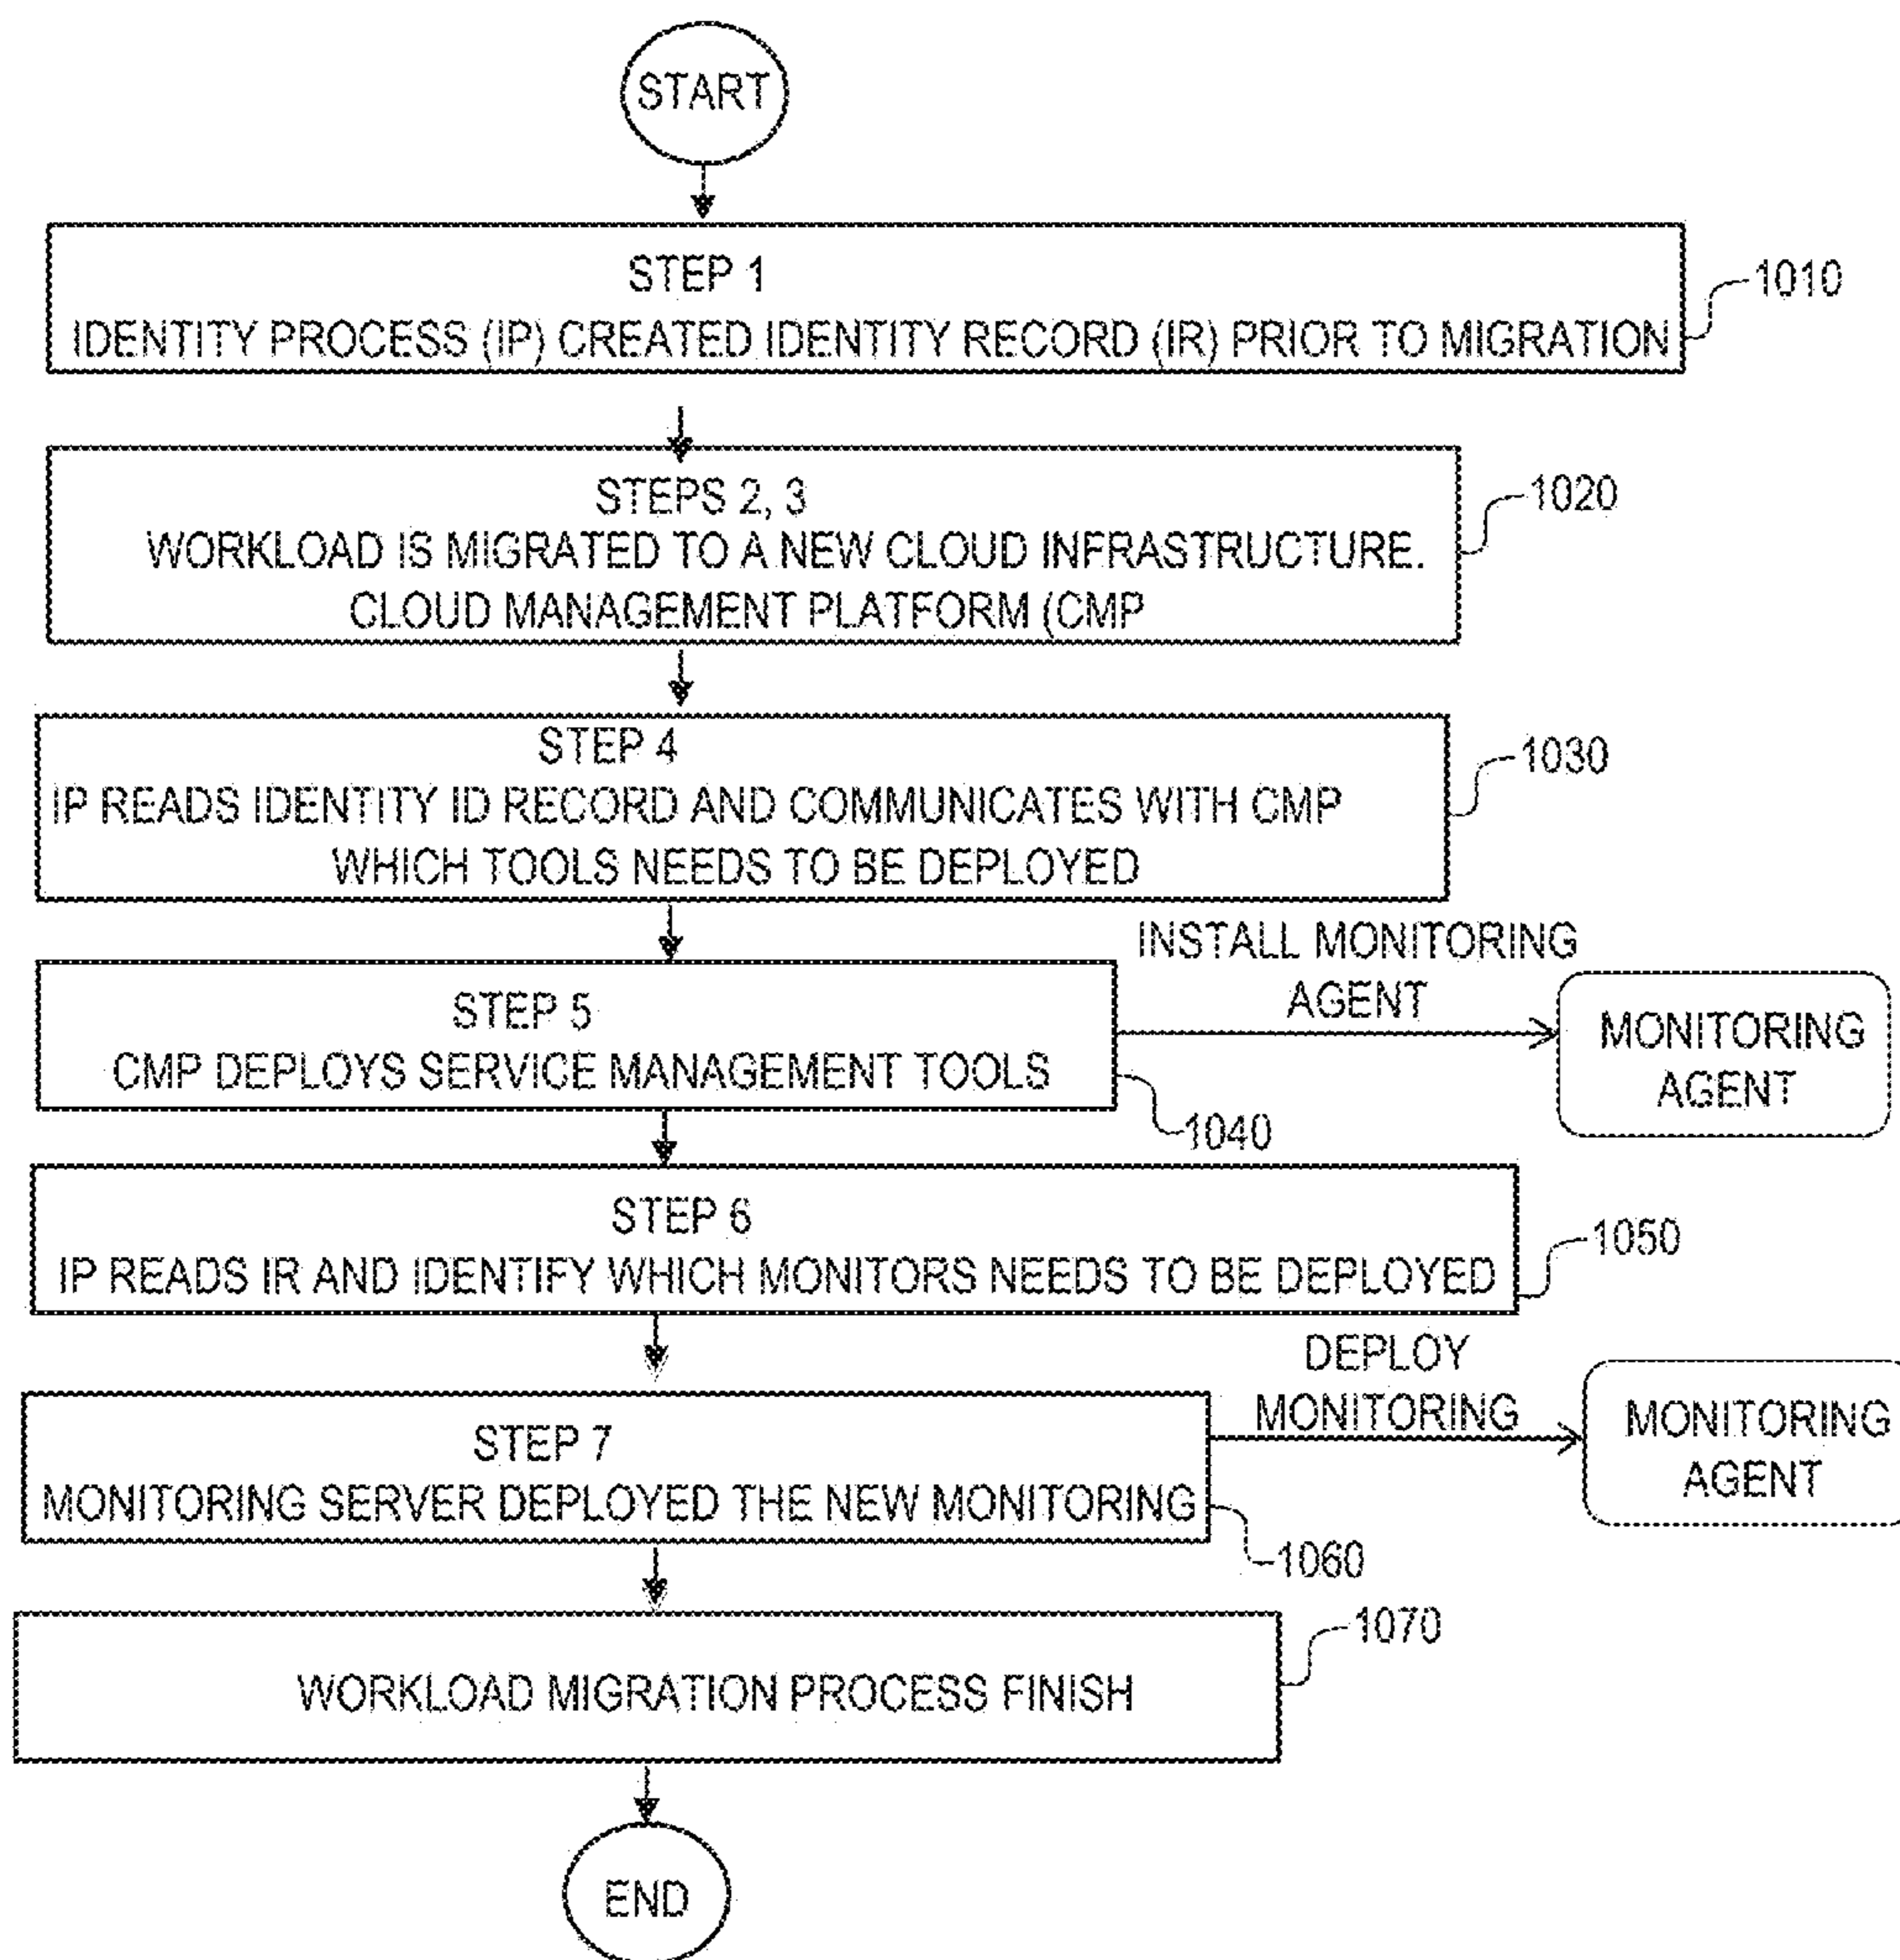 START
STEP 1
IDENTITY PROCESS (IP) CREATED IDENTITY RECORD (IR) PRIOR TO MIGRATION
1010
STEPS 2, 3
WORKLOAD IS MIGRATED TO A NEW CLOUD INFRASTRUCTURE.
CLOUD MANAGEMENT PLATFORM (CMP
1020
STEP 4
IP READS IDENTITY ID RECORD AND COMMUNICATES WITH CMP
WHICH TOOLS NEEDS TO BE DEPLOYED
1030
STEP 5
CMP DEPLOYS SERVICE MANAGEMENT TOOLS
1040
INSTALL MONITORING
AGENT
MONITORING
AGENT
STEP 6
IP READS IR AND IDENTIFY WHICH MONITORS NEEDS TO BE DEPLOYED
1050
STEP 7
MONITORING SERVER DEPLOYED THE NEW MONITORING
1060
DEPLOY
MONITORING
MONITORING
AGENT
WORKLOAD MIGRATION PROCESS FINISH
1070
END